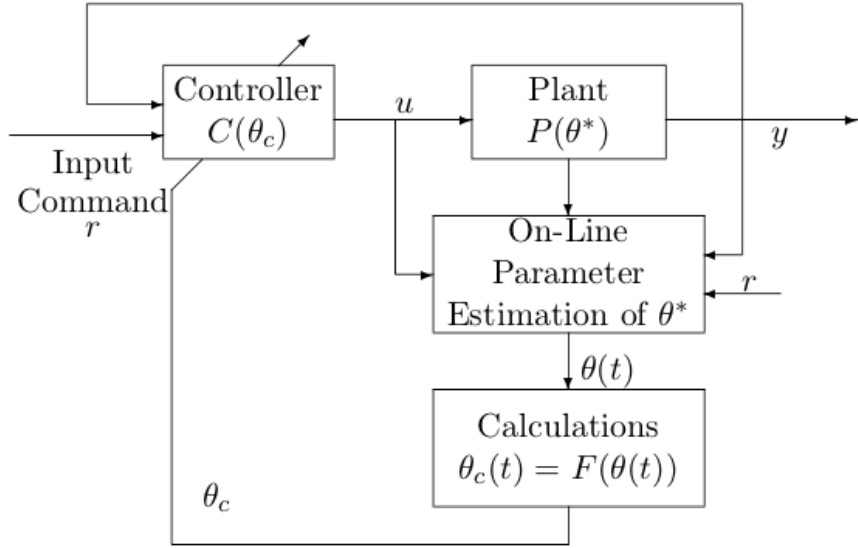 Controller
C(θ_c)
u
Plant
P(θ*)
y
Input
Command
r
On-Line
Parameter
Estimation of θ*
r
θ(t)
Calculations
θ_c(t) = F(θ(t))
θ_c